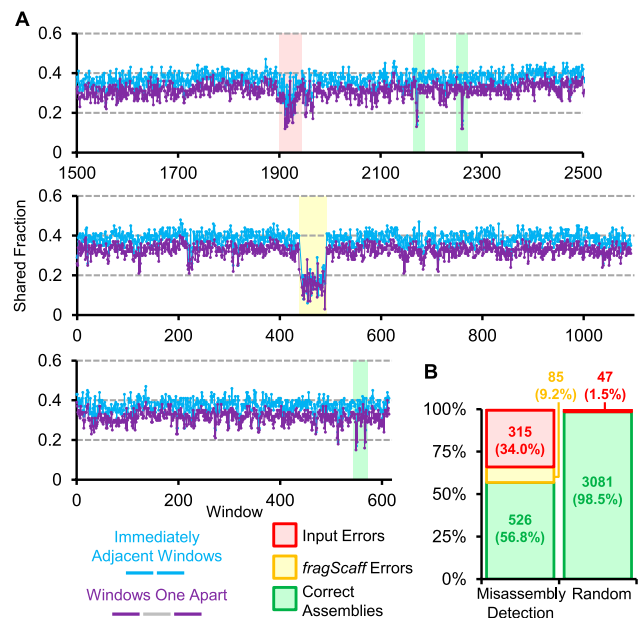 A
0.6
0.4
0.2
0
1500 1700 1900 2100 2300 2500
Shared Fraction
0.6
0.4
0.2
0
0 200 400 600 800 1000
0.6
0.4
0.2
0
0 200 400 600
Window
Immediately
Adjacent Windows
Windows One Apart
Input Errors
fragScaff Errors
Correct
Assemblies
B
85
(9.2%)
47
(1.5%)
100%
75%
50%
25%
0%
315
(34.0%)
526
(56.8%)
3081
(98.5%)
Misassembly
Detection
Random